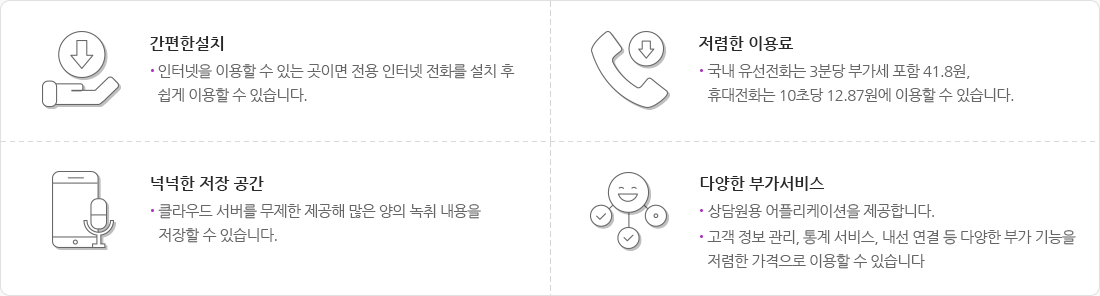 간편한설치
• 인터넷을 이용할 수 있는 곳이면 전용 인터넷 전화를 설치 후
쉽게 이용할 수 있습니다.
저렴한 이용료
• 국내 유선전화는 3분당 부가세 포함 41.8원,
휴대전화는 10초당 12.87원에 이용할 수 있습니다.
넉넉한 저장 공간
• 클라우드 서버를 무제한 제공해 많은 양의 녹취 내용을
저장할 수 있습니다.
다양한 부가서비스
• 상담원용 어플리케이션을 제공합니다.
• 고객 정보 관리, 통계 서비스, 내선 연결 등 다양한 부가 기능을
저렴한 가격으로 이용할 수 있습니다